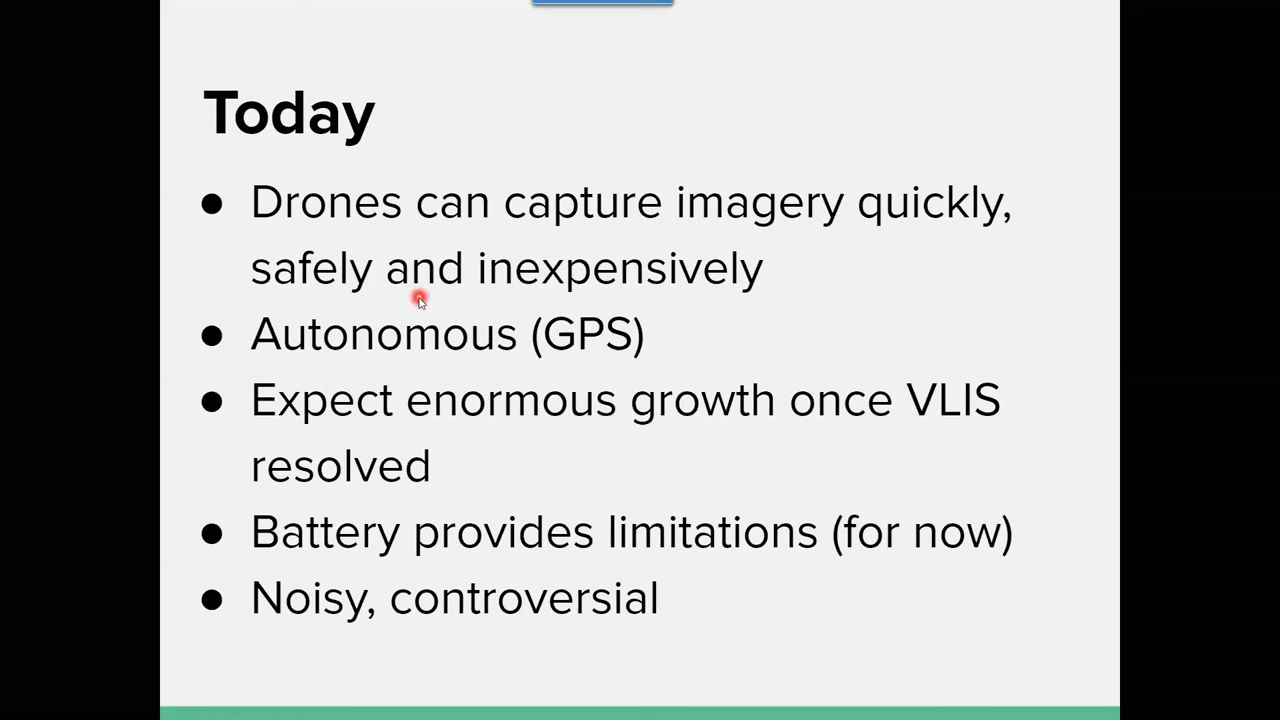 Today
● Drones can capture imagery quickly,
safely and inexpensively
● Autonomous (GPS)
● Expect enormous growth once VLIS
resolved
● Battery provides limitations (for now)
● Noisy, controversial